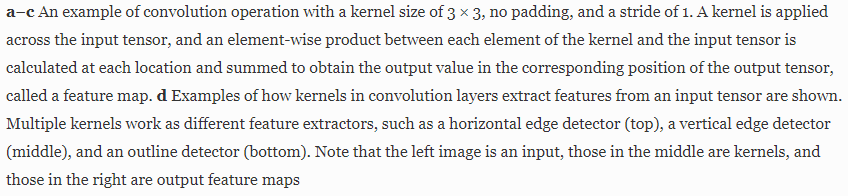 a–c An example of convolution operation with a kernel size of 3 × 3, no padding, and a stride of 1. A kernel is applied
across the input tensor, and an element-wise product between each element of the kernel and the input tensor is
calculated at each location and summed to obtain the output value in the corresponding position of the output tensor,
called a feature map. d Examples of how kernels in convolution layers extract features from an input tensor are shown.
Multiple kernels work as different feature extractors, such as a horizontal edge detector (top), a vertical edge detector
(middle), and an outline detector (bottom). Note that the left image is an input, those in the middle are kernels, and
those in the right are output feature maps